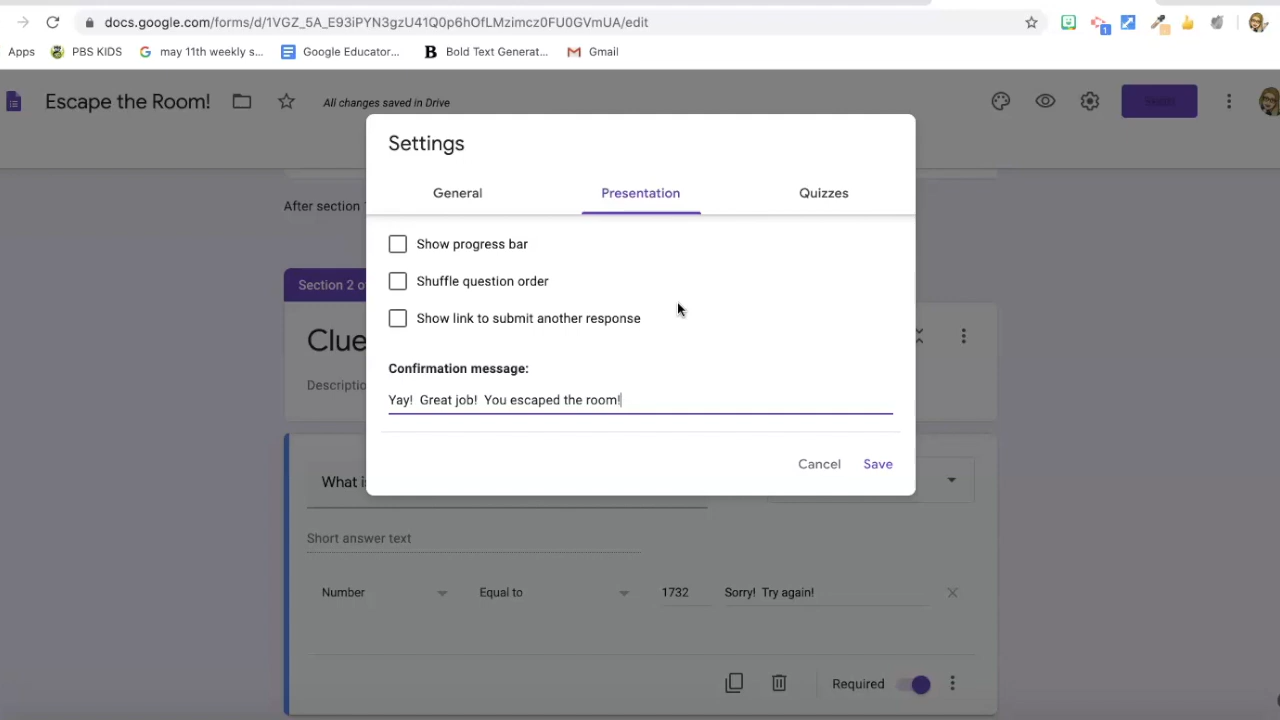 docs.google.com/forms/d/1VGZ_5A_E93iPYN3gzU41Q0p6hOfLMzimcz0FU0GVmUA/edit
Apps PBS KIDS may 11th weekly s... Google Educator... B Bold Text Generat... Gmail
Escape the Room! All changes saved in Drive Send
Settings
General Presentation Quizzes
After section
Show progress bar
Section 2 o
Shuffle question order
Show link to submit another response
Clue
Confirmation message:
Descriptio
Yay! Great job! You escaped the room!
Cancel Save
What i
Short answer text
Number Equal to 1732 Sorry! Try again!
Required